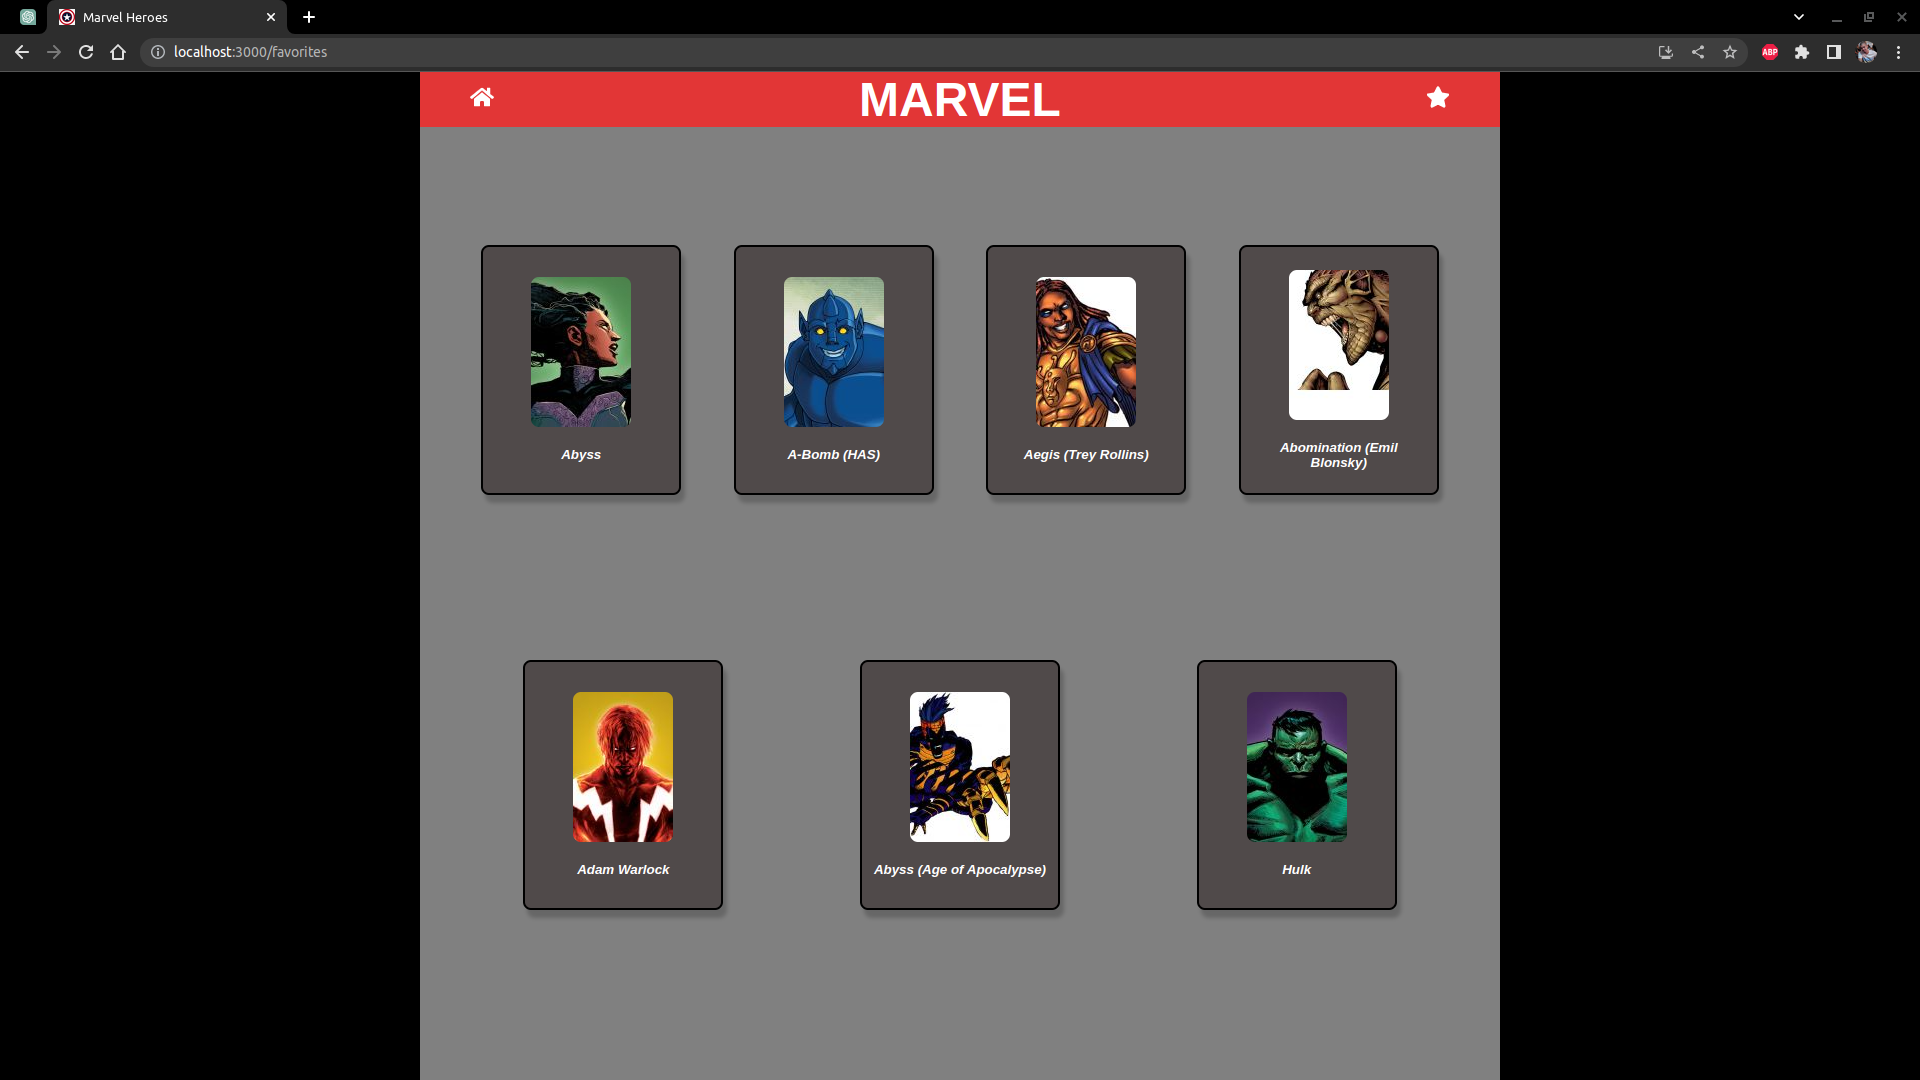 Marvel Heroes
localhost:3000/favorites
ABP
MARVEL
Abyss
A-Bomb (HAS)
Aegis (Trey Rollins)
Abomination (Emil
Blonsky)
Adam Warlock
Abyss (Age of Apocalypse)
Hulk